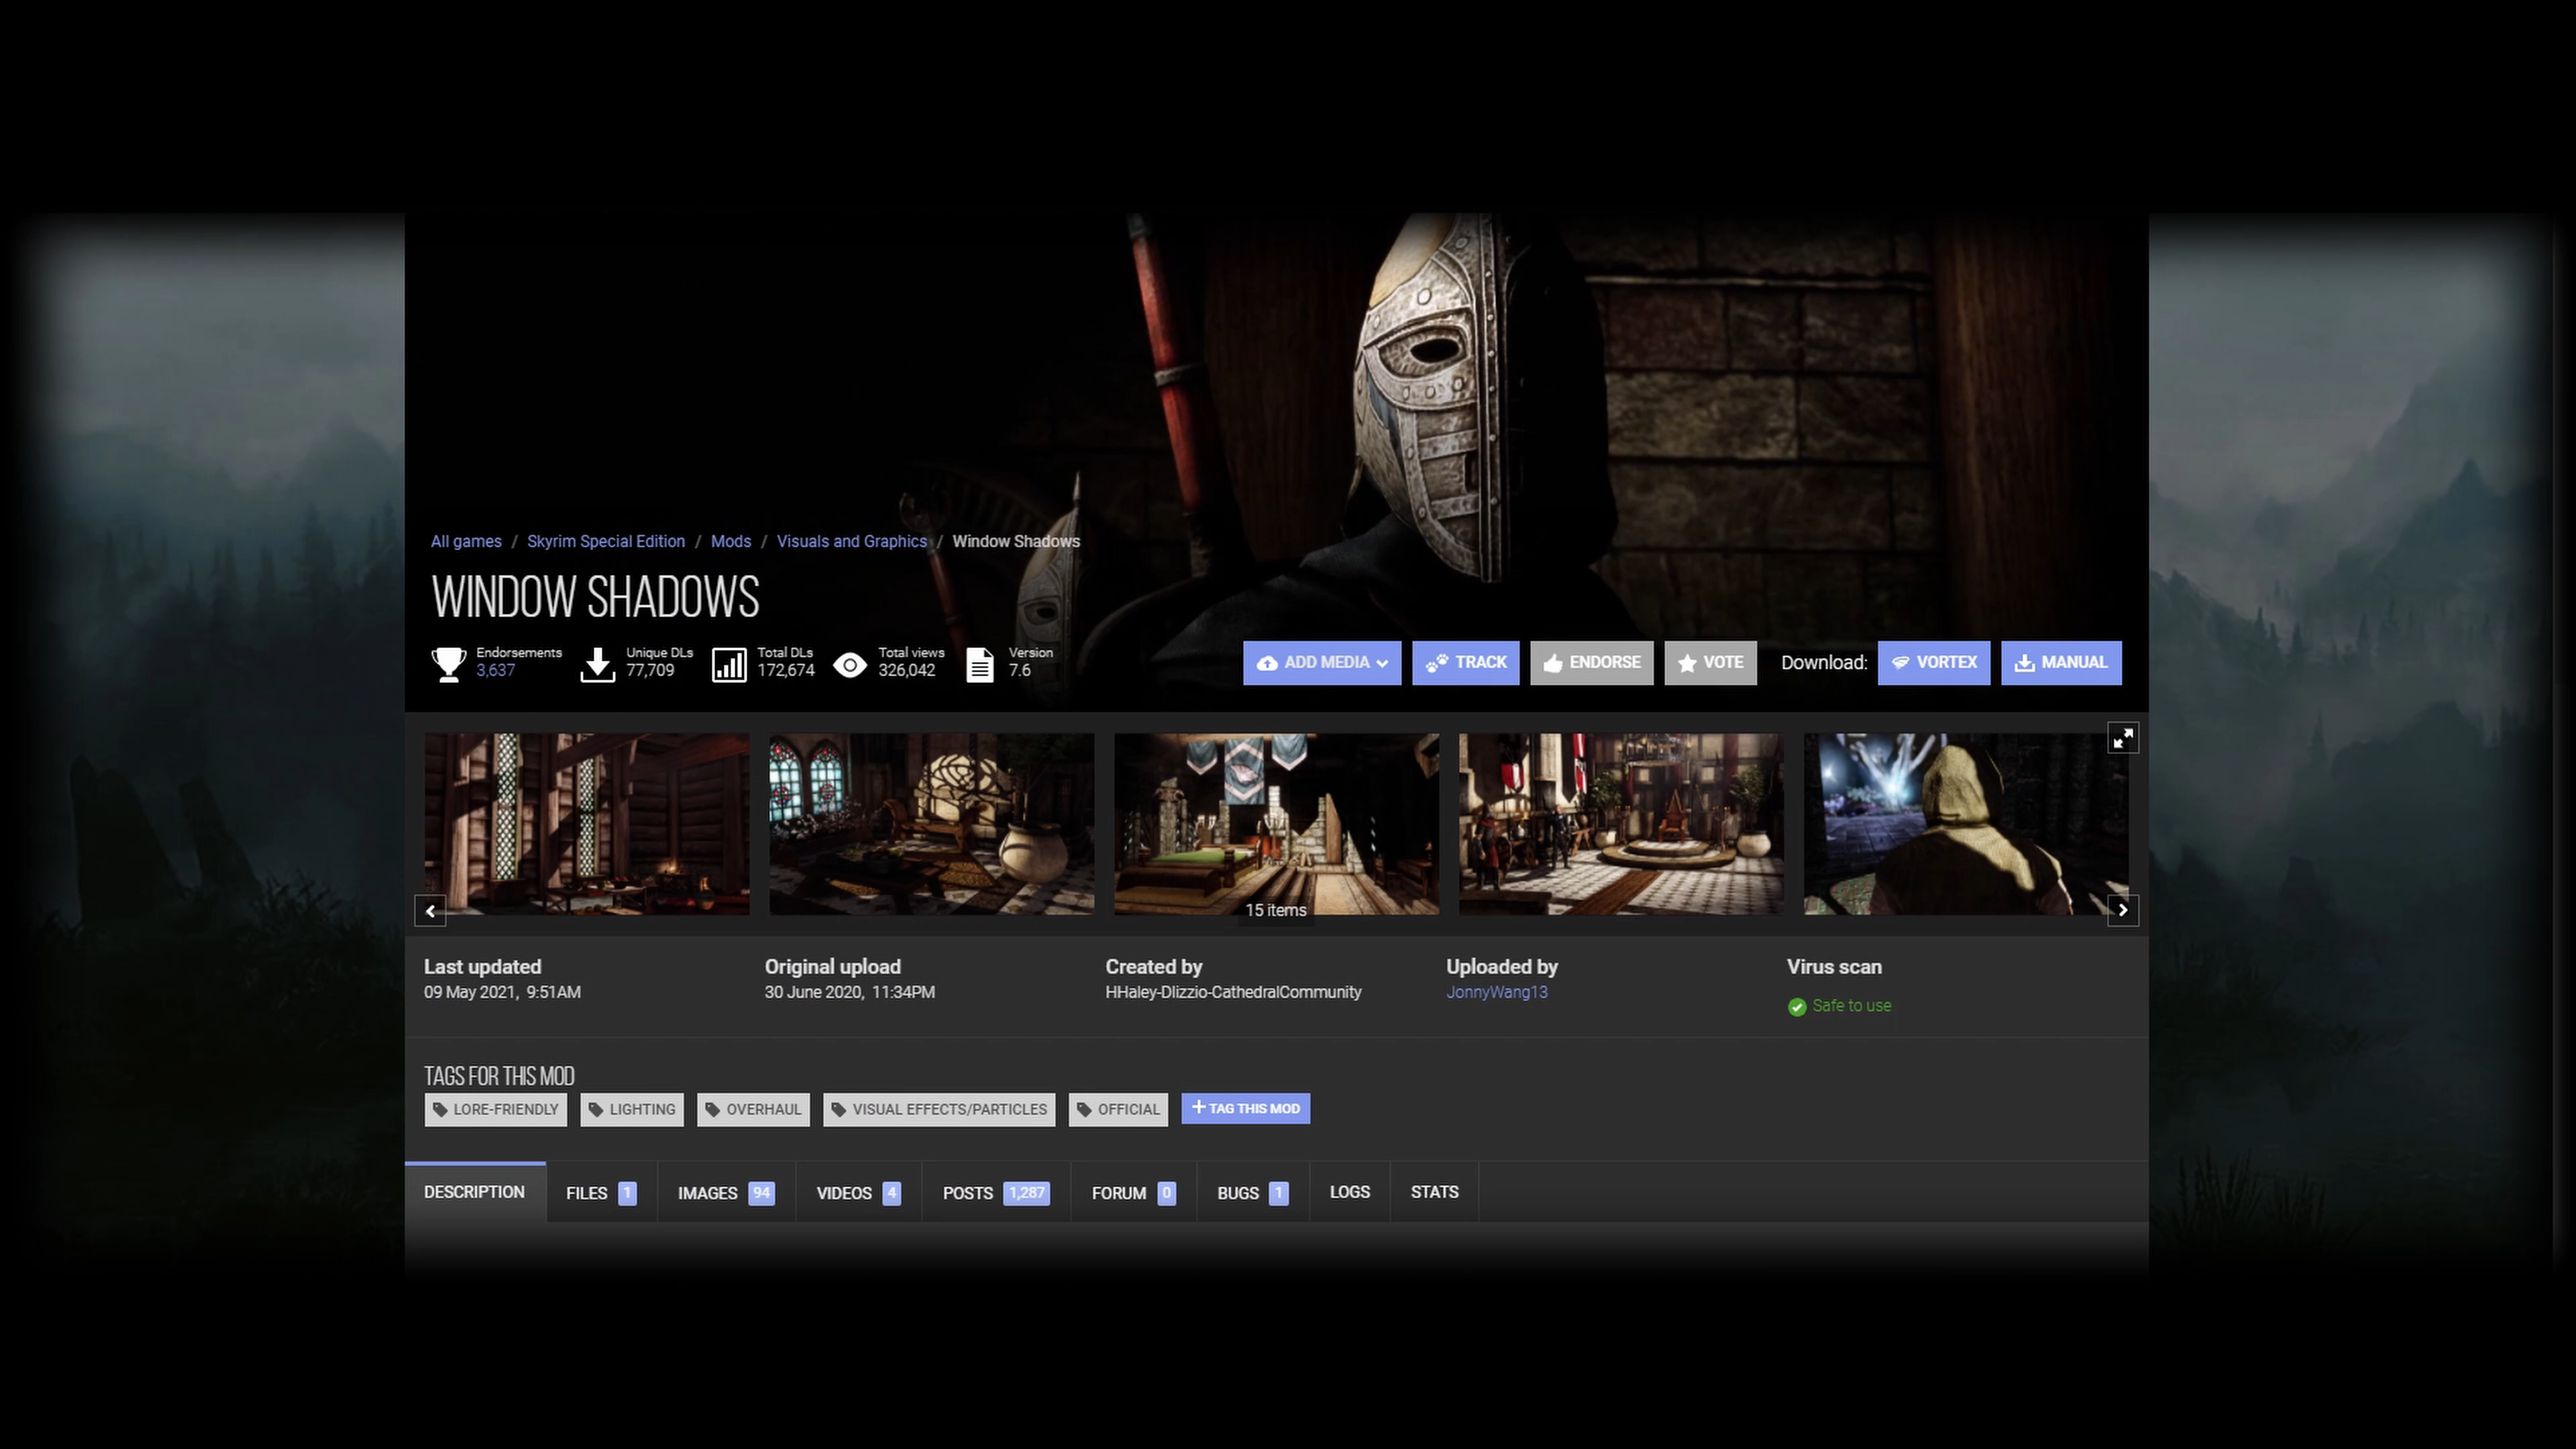 All games / Skyrim Special Edition / Mods / Visuals and Graphics / Window Shadows
WINDOW SHADOWS
Endorsements
3,637
Unique DLs
77,709
Total DLs
172,674
Total views
326,042
Version
7.6
ADD MEDIA
TRACK
ENDORSE
VOTE
Download:
VORTEX
MANUAL
15 items
Last updated
09 May 2021, 9:51AM
Original upload
30 June 2020, 11:34PM
Created by
HHaley-Dlizzio-CathedralCommunity
Uploaded by
JonnyWang13
Virus scan
Safe to use
TAGS FOR THIS MOD
LORE-FRIENDLY
LIGHTING
OVERHAUL
VISUAL EFFECTS/PARTICLES
OFFICIAL
+ TAG THIS MOD
DESCRIPTION
FILES 1
IMAGES 94
VIDEOS 4
POSTS 1,287
FORUM 0
BUGS 1
LOGS
STATS